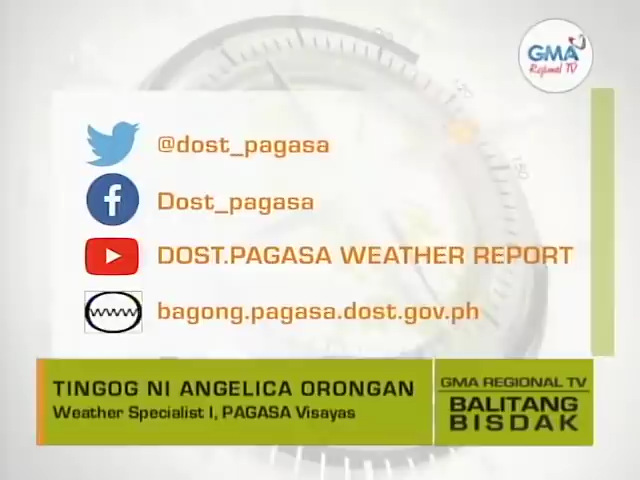 GMA
Regional TV
@dost_pagasa
Dost_pagasa
DOST.PAGASA WEATHER REPORT
www
bagong.pagasa.dost.gov.ph
TINGOG NI ANGELICA ORONGAN
Weather Specialist I, PAGASA Visayas
GMA REGIONAL TV
BALITANG
BISDAK